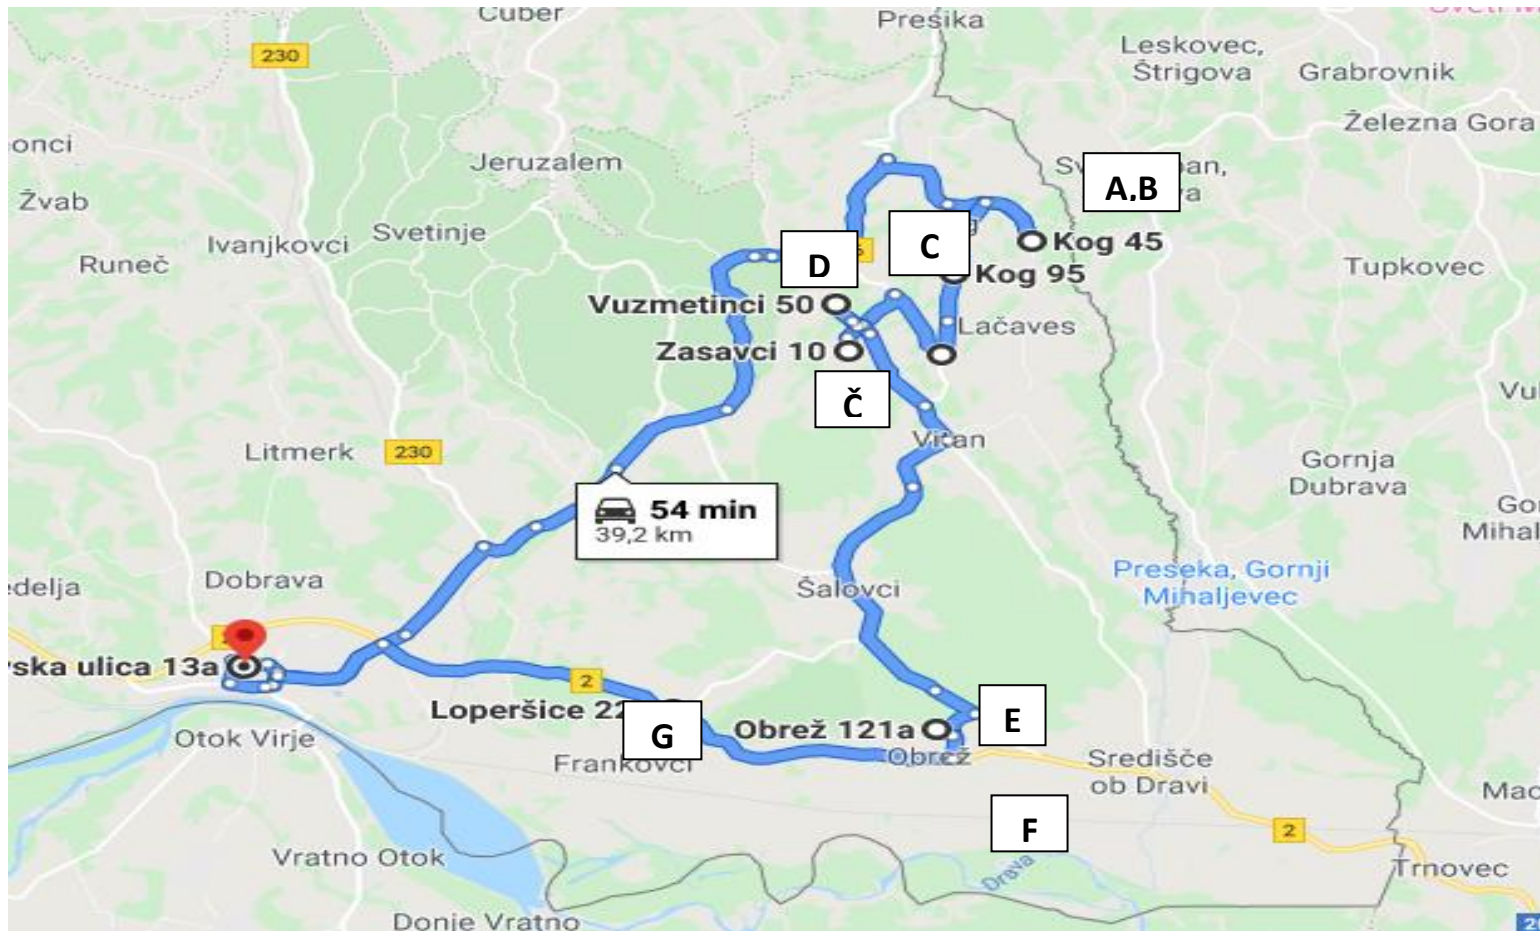 Cuber
Presika
230
Leskovec,
Štrigova
Grabrovnik
Železna Gora
onci
Jeruzalem
A,B
Žvab
Ivanjkovci
Svetinje
C
Kog 45
Runeč
D
Kog 95
Tupkovec
Vuzmetinci 50
Lačaves
Zasavci 10
Č
Vitan
Litmerk
230
Gornja
Dubrava
54 min
39,2 km
Preseka, Gornji
Mihaljevec
Dobrava
Šalovci
edelja
vska ulica 13a
2
Loperšice 22
G
Obrež 121a
E
Otok Virje
Frankovci
Obrež
Središče
ob Dravi
F
2
Vratno Otok
Drava
Trnovec
Donje Vratno